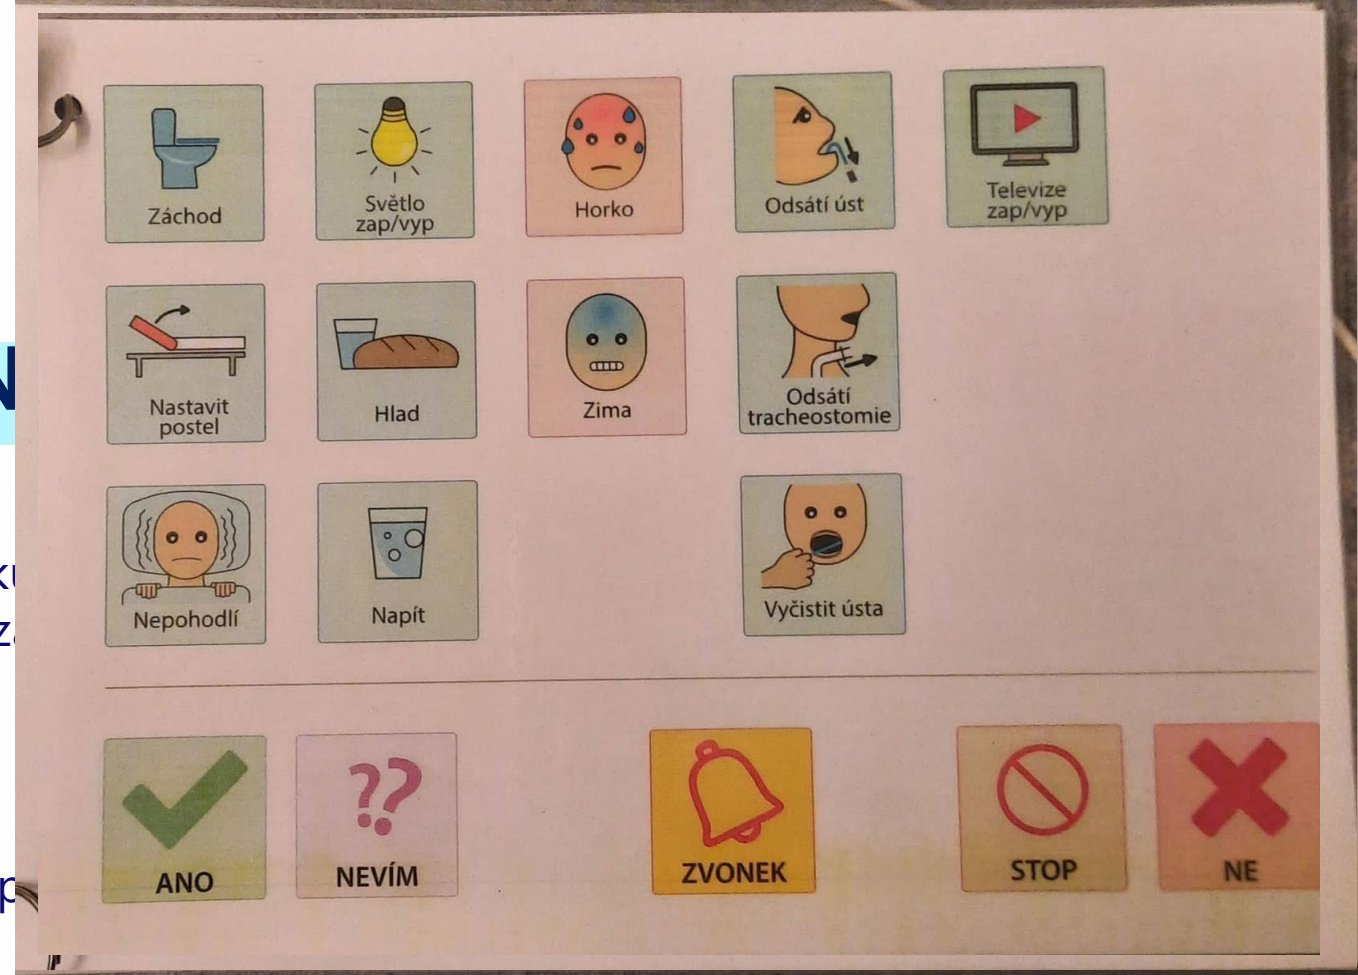 Záchod
Světlo
zap/vyp
Horko
Odsátí úst
Televize
zap/vyp
Nastavit
postel
Hlad
Zima
Odsátí
tracheostomie
Nepohodlí
Napít
Vyčistit ústa
ANO
NEVÍM
ZVONEK
STOP
NE